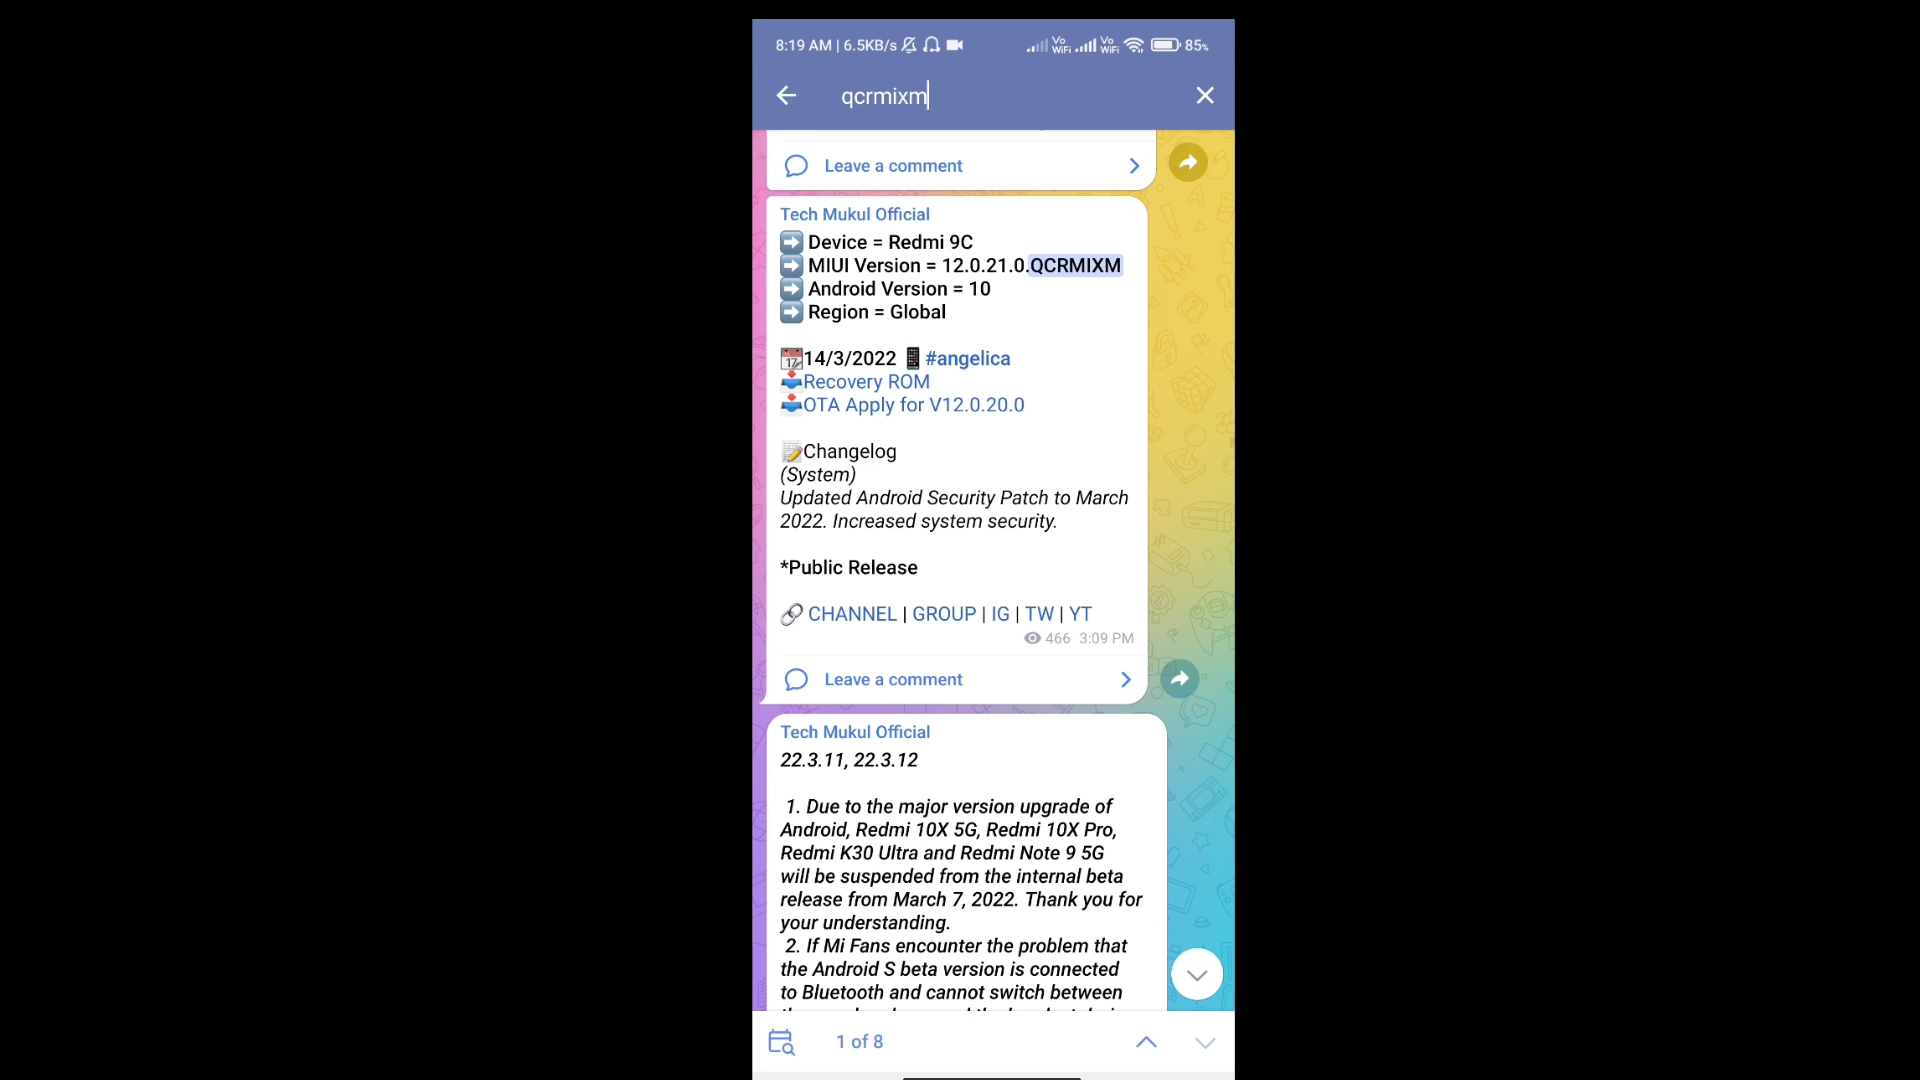 8:19 AM | 6.5KB/s
Vo WiFi Vo WiFi 85%
qcrmixm
Leave a comment
Tech Mukul Official
➡️ Device = Redmi 9C
➡️ MIUI Version = 12.0.21.0.QCRMIXM
➡️ Android Version = 10
➡️ Region = Global
📆14/3/2022 📱#angelica
📥Recovery ROM
📥OTA Apply for V12.0.20.0
📝Changelog
(System)
Updated Android Security Patch to March
2022. Increased system security.
*Public Release
🔗 CHANNEL | GROUP | IG | TW | YT
466 3:09 PM
Leave a comment
Tech Mukul Official
22.3.11, 22.3.12
1. Due to the major version upgrade of
Android, Redmi 10X 5G, Redmi 10X Pro,
Redmi K30 Ultra and Redmi Note 9 5G
will be suspended from the internal beta
release from March 7, 2022. Thank you for
your understanding.
2. If Mi Fans encounter the problem that
the Android S beta version is connected
to Bluetooth and cannot switch between
1 of 8